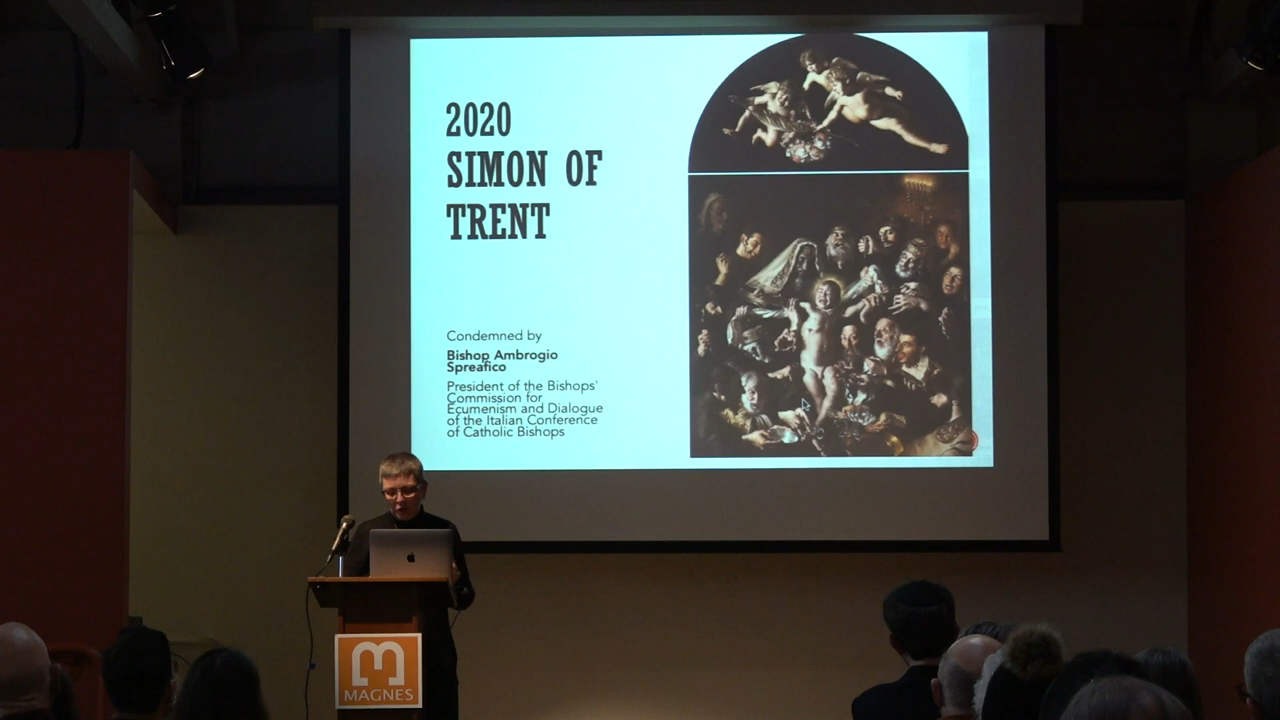 2020
SIMON OF
TRENT
Condemned by
Bishop Ambrogio
Spreafico
President of the Bishops'
Commission for
Ecumenism and Dialogue
of the Italian Conference
of Catholic Bishops
MAGNES